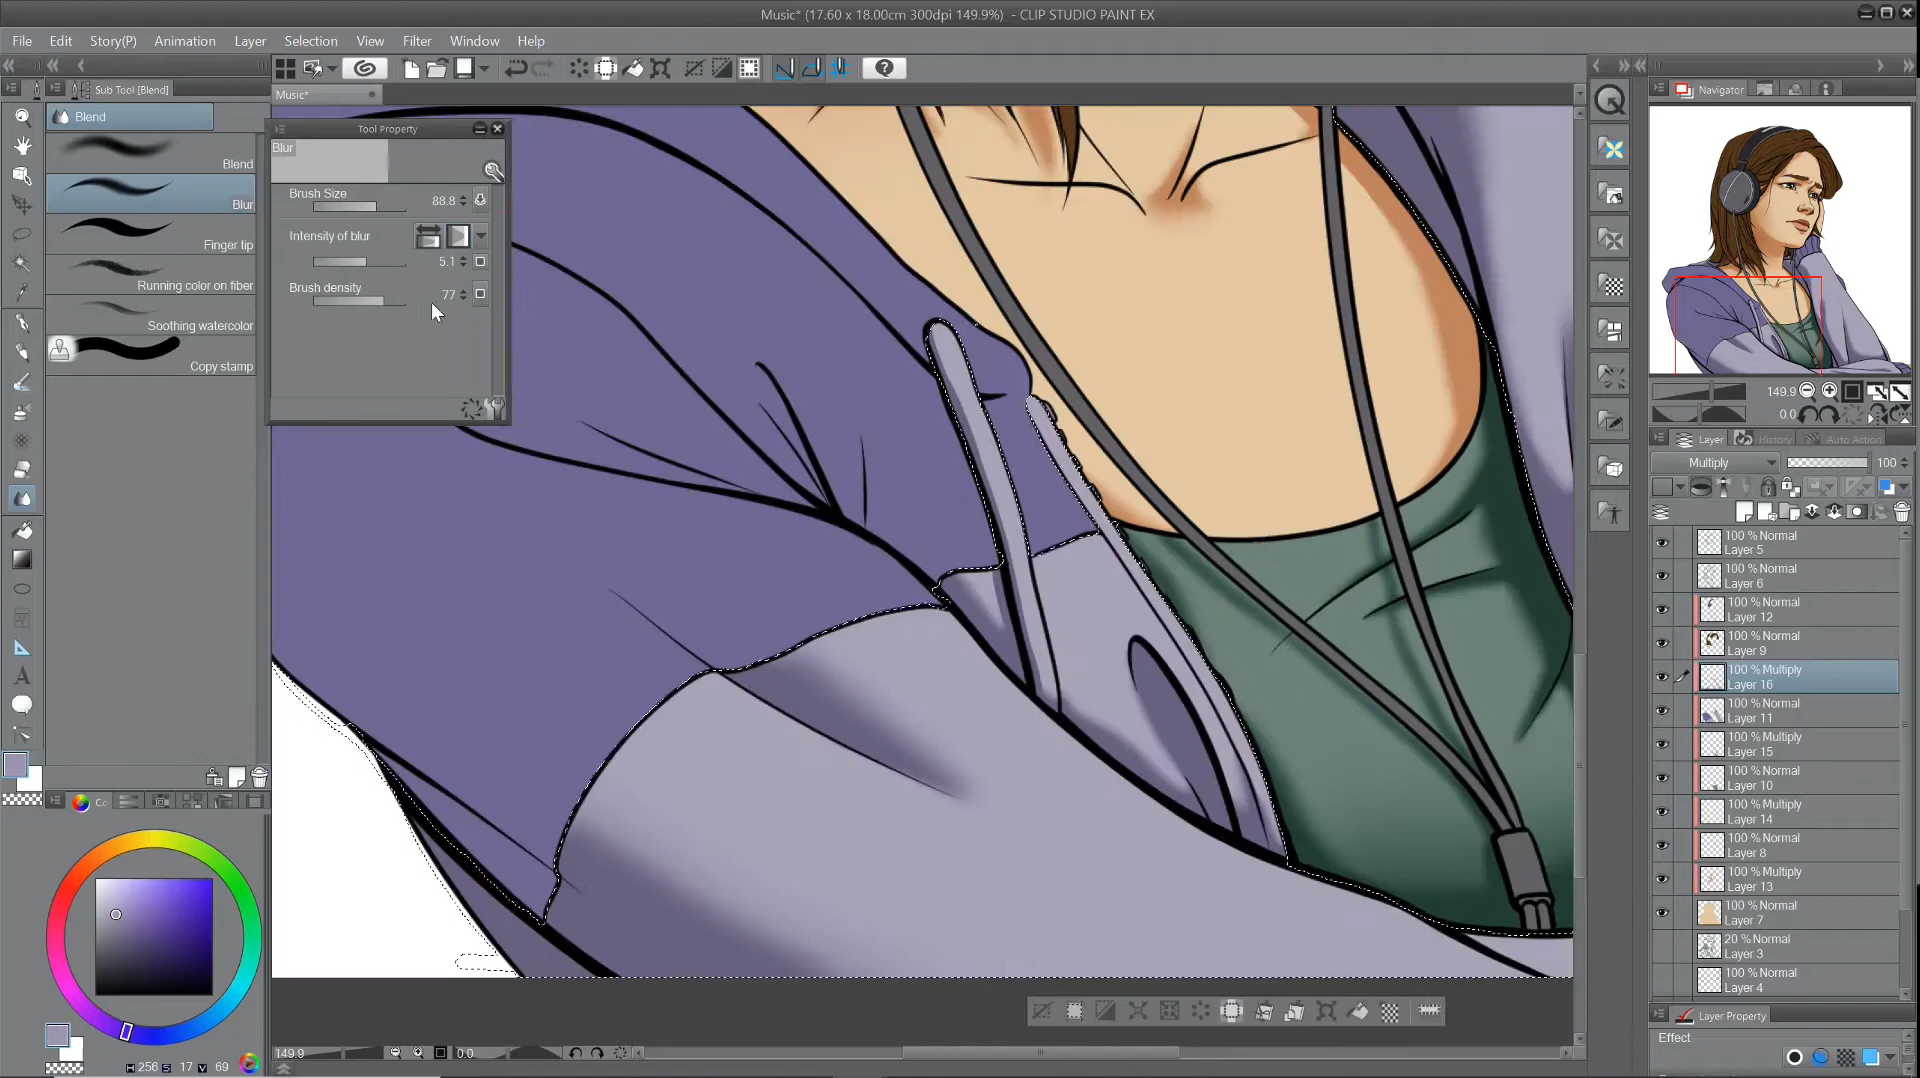 Music* (17.60 x 18.00cm 300dpi 149.9%) - CLIP STUDIO PAINT EX
File Edit Story(P) Animation Layer Selection View Filter Window Help
Sub Tool [Blend]
Music*
Navigator
Blend
Tool Property
Blur
Blend
Blur
Finger tip
Running color on fiber
Soothing watercolor
Copy stamp
Brush Size
88.8
Intensity of blur
5.1
Brush density
77
149.9
0.0
Layer History Auto Action
Multiply 100
100 % Normal
Layer 5
100 % Normal
Layer 6
100 % Normal
Layer 12
100 % Normal
Layer 9
100 % Multiply
Layer 16
100 % Normal
Layer 11
100 % Multiply
Layer 15
100 % Normal
Layer 10
100 % Multiply
Layer 14
100 % Normal
Layer 8
100 % Multiply
Layer 13
100 % Normal
Layer 7
20 % Normal
Layer 3
100 % Normal
Layer 4
Layer Property
Effect
Cc
149.9
0.0
H 256 S 17 V 69